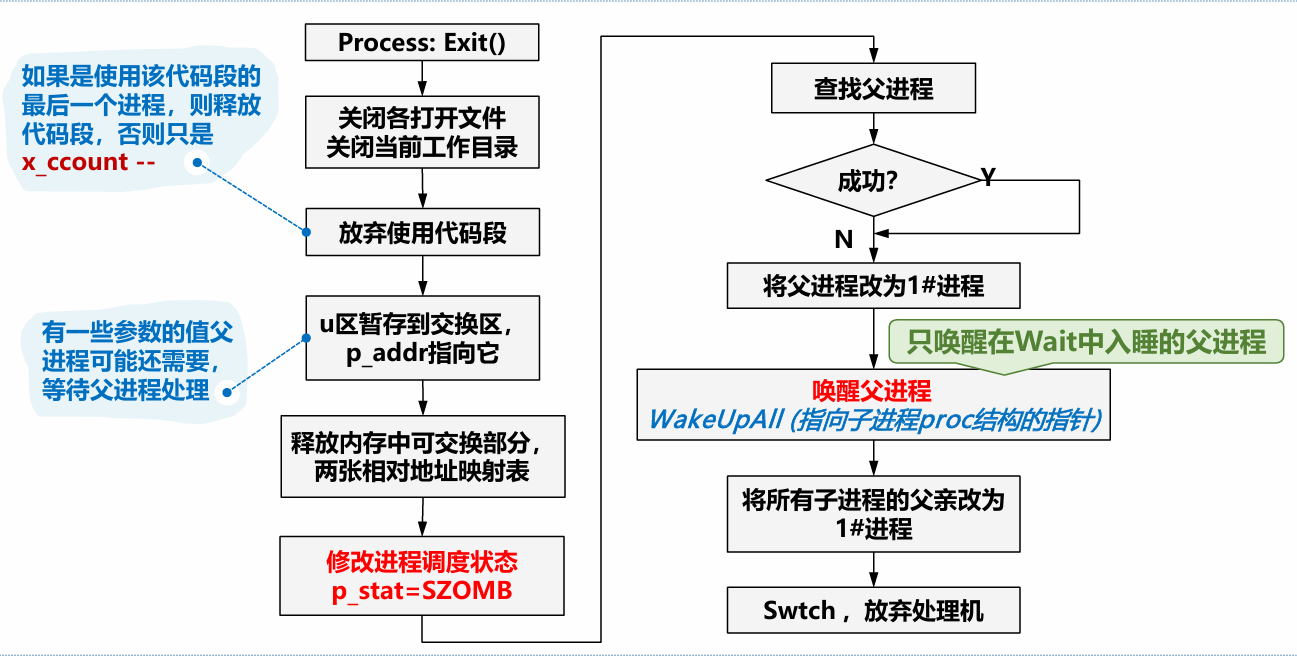 Process: Exit()
如果是使用该代码段的
最后一个进程，则释放
代码段，否则只是
x_ccount --
关闭各打开文件
关闭当前工作目录
放弃使用代码段
有一些参数的值父
进程可能还需要，
等待父进程处理
u区暂存到交换区，
p_addr指向它
释放内存中可交换部分，
两张相对地址映射表
修改进程调度状态
p_stat=SZOMB
查找父进程
成功？
Y
N
将父进程改为1#进程
只唤醒在Wait中入睡的父进程
唤醒父进程
WakeUpAll (指向子进程proc结构的指针)
将所有子进程的父亲改为
1#进程
Swtch ，放弃处理机